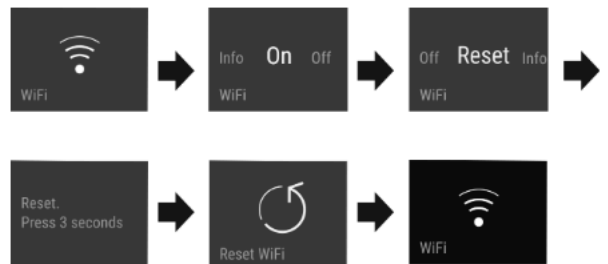 WiFi
Info On Off
WiFi
Off Reset Info
WiFi
Reset.
Press 3 seconds
Reset WiFi
WiFi